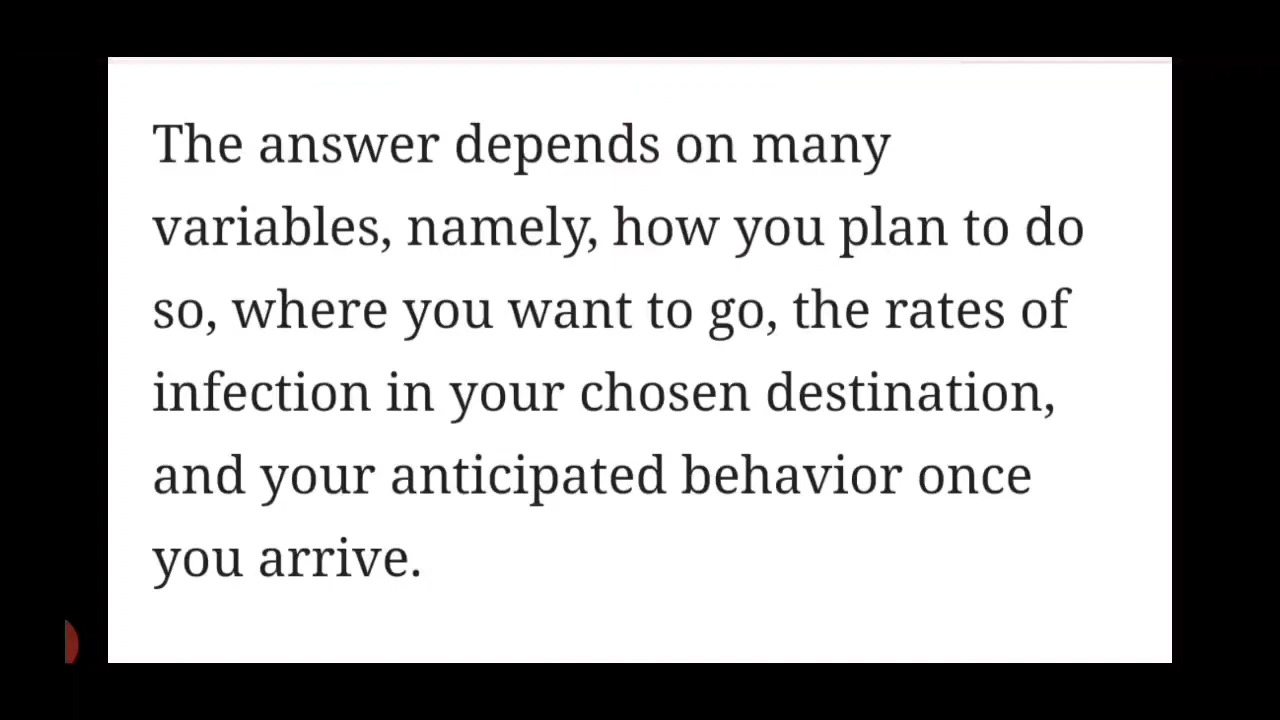 The answer depends on many
variables, namely, how you plan to do
so, where you want to go, the rates of
infection in your chosen destination,
and your anticipated behavior once
you arrive.